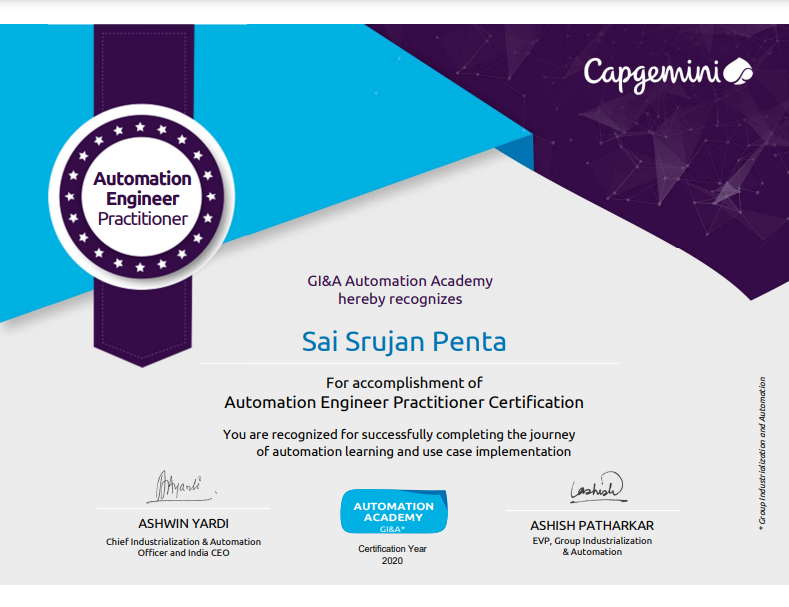 Capgemini
Automation
Engineer
Practitioner
GI&A Automation Academy
hereby recognizes
Sai Srujan Penta
For accomplishment of
Automation Engineer Practitioner Certification
You are recognized for successfully completing the journey
of automation learning and use case implementation
ASHWIN YARDI
Chief Industrialization & Automation
Officer and India CEO
AUTOMATION
ACADEMY
GI&A*
Certification Year
2020
ASHISH PATHARKAR
EVP, Group Industrialization
& Automation
* Group Industrialization and Automation